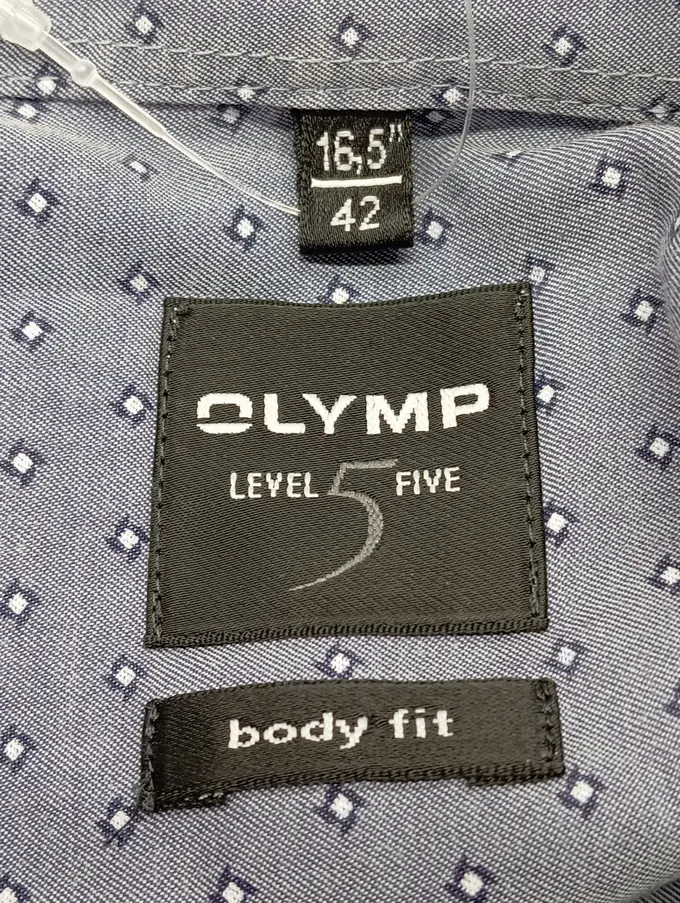 16,5"
42
OLYMP
LEVEL 5 FIVE
body fit